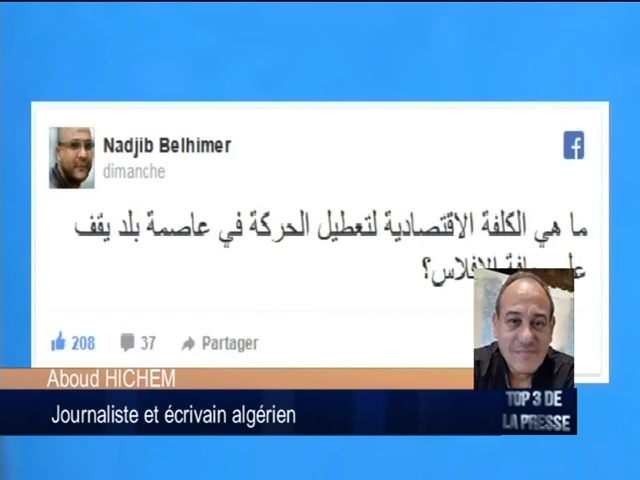 Nadjib Belhimer
dimanche
ما هي الكلفة الاقتصادية لتعطيل الحركة في عاصمة بلد يقف
الافلاس؟
208 37 Partager
Aboud HICHEM
Journaliste et écrivain algérien
TOP 3 DE
LA PRESSE